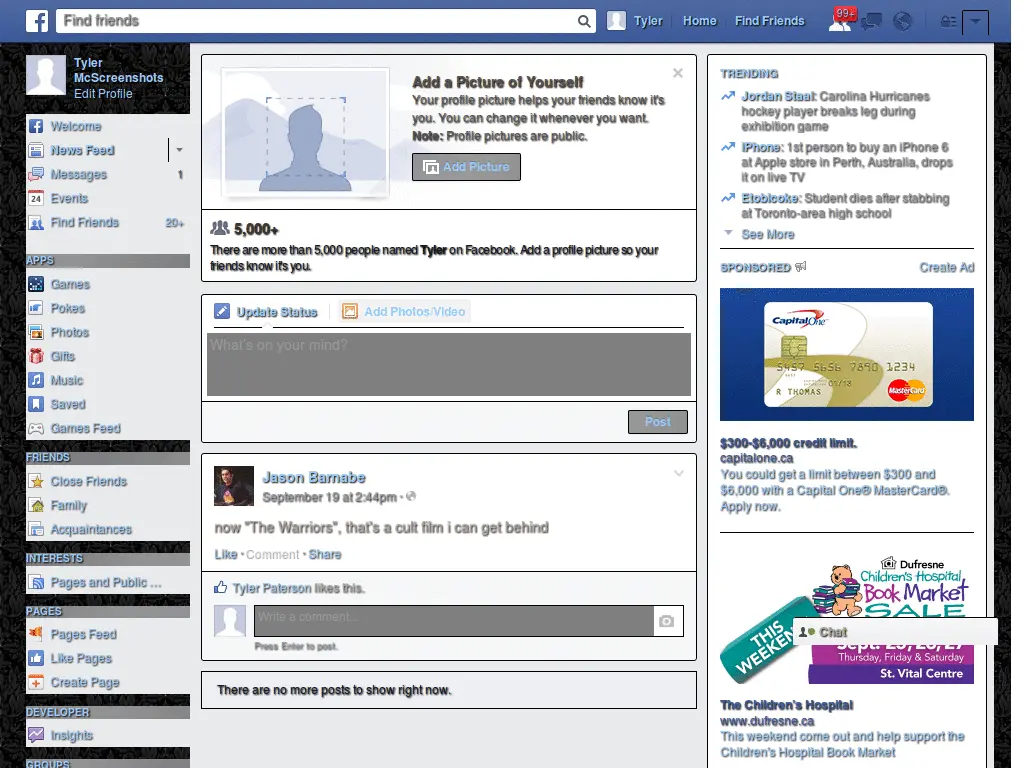 Find friends
Tyler
Home
Find Friends
99+
Tyler
McScreenshots
Edit Profile
Welcome
News Feed
Messages 1
Events
Find Friends 20+
APPS
Games
Pokes
Photos
Gifts
Music
Saved
Games Feed
FRIENDS
Close Friends
Family
Acquaintances
INTERESTS
Pages and Public ...
PAGES
Pages Feed
Like Pages
Create Page
DEVELOPER
Insights
GROUPS
Add a Picture of Yourself
Your profile picture helps your friends know it's
you. You can change it whenever you want.
Note: Profile pictures are public.
Add Picture
5,000+
There are more than 5,000 people named Tyler on Facebook. Add a profile picture so your
friends know it's you.
Update Status
Add Photos/Video
What's on your mind?
Post
Jason Barnabe
September 19 at 2:44pm ·
now "The Warriors", that's a cult film i can get behind
Like · Comment · Share
Tyler Paterson likes this.
Write a comment...
Press Enter to post.
There are no more posts to show right now.
TRENDING
Jordan Staal: Carolina Hurricanes
hockey player breaks leg during
exhibition game
IPhone: 1st person to buy an iPhone 6
at Apple store in Perth, Australia, drops
it on live TV
Etobicoke: Student dies after stabbing
at Toronto-area high school
See More
SPONSORED
Create Ad
Capital One
5457 5656 7890 1234
5457
01/18
R THOMAS
MasterCard
$300-$6,000 credit limit.
capitalone.ca
You could get a limit between $300 and
$6,000 with a Capital One® MasterCard®.
Apply now.
Dufresne
Children's Hospital
Book Market
SALE
THIS
WEEKEN
Chat
Thursday, Friday & Saturday
St. Vital Centre
The Children's Hospital
www.dufresne.ca
This weekend come out and help support the
Children's Hospital Book Market